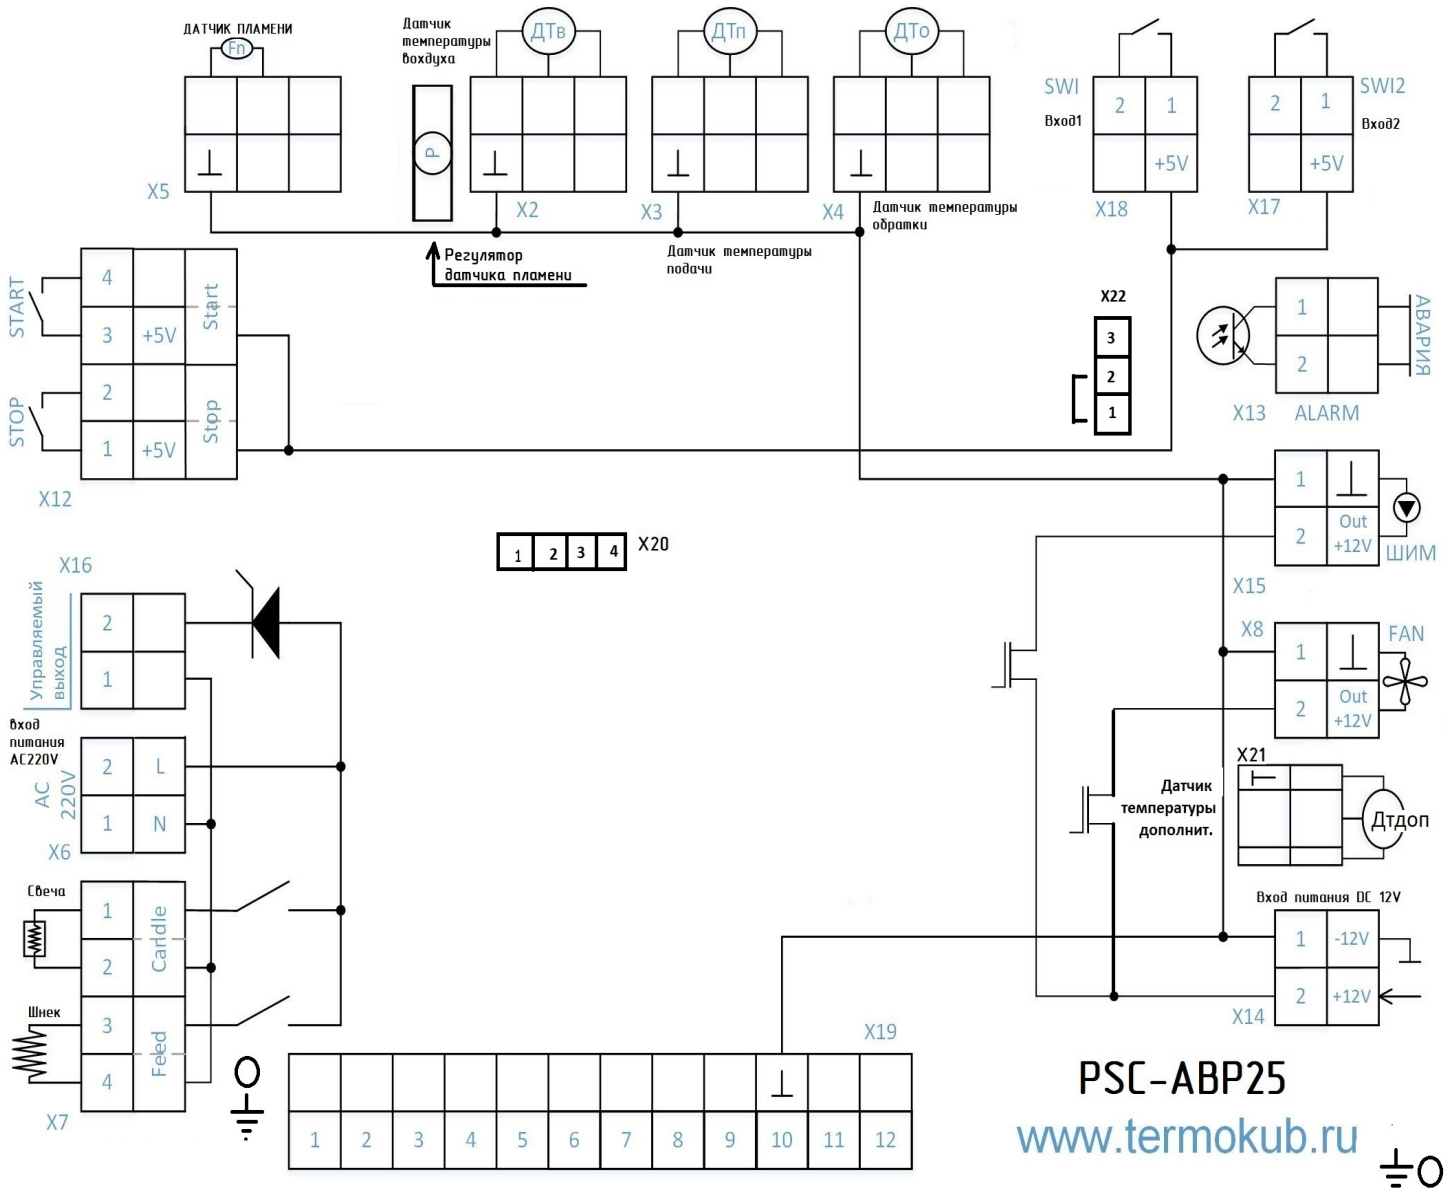 ДАТЧИК ПЛАМЕНИ
Fn
X5
Датчик
температуры
вохдуха
P
Регулятор
датчика пламени
ДТв
X2
ДТп
X3
Датчик температуры
подачи
ДТо
X4
Датчик температуры
обратки
SWI
Вход1
2 1
+5V
X18
2 1
+5V
SWI2
Вход2
X17
START
STOP
4
3 +5V
2
1 +5V
Start
Stop
X12
X22
3
2
1
1
2
АВАРИЯ
X13 ALARM
1
2 Out
+12V
ШИМ
X15
1 2 3 4 X20
X16
Управляемый
выход
2
1
X8
FAN
1
2 Out
+12V
вход
питания
AC220V
AC
220V
2 L
1 N
X6
X21
Датчик
температуры
дополнит.
Дтдоп
Свеча
1
2
Candle
Шнек
3
4
Feed
X7
Вход питания DC 12V
1 -12V
2 +12V
X14
X19
1 2 3 4 5 6 7 8 9 10 11 12
PSC-ABP25
www.termokub.ru